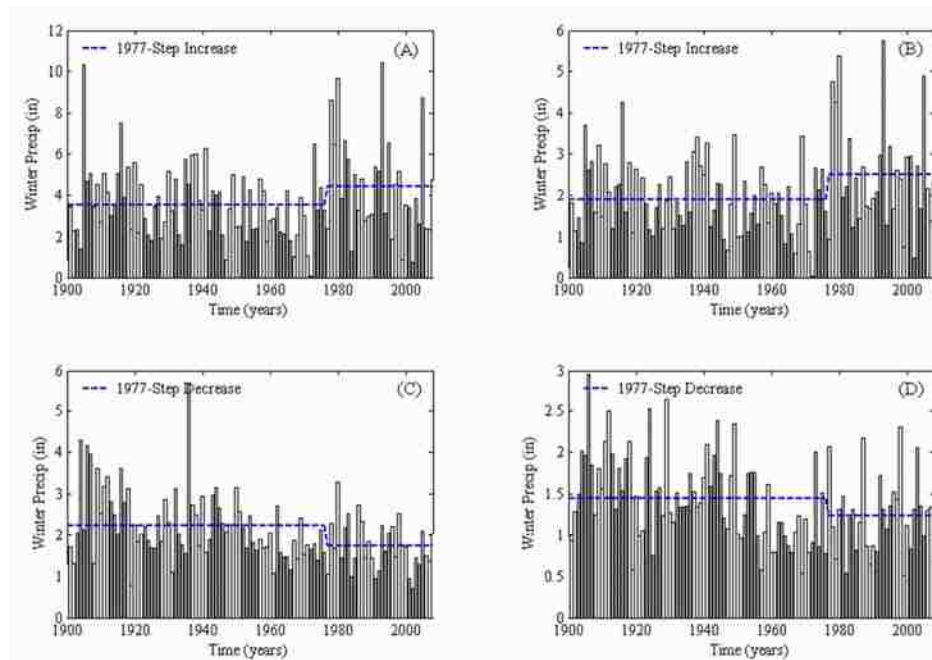 1977-Step Increase (A)
12
10
8
6
4
2
0
Winter Precip (in)
1900 1920 1940 1960 1980 2000
Time (years)
1977-Step Increase (B)
6
5
4
3
2
1
0
Winter Precip (in)
1900 1920 1940 1960 1980 2000
Time (years)
1977-Step Decrease (C)
6
5
4
3
2
1
0
Winter Precip (in)
1900 1920 1940 1960 1980 2000
Time (years)
1977-Step Decrease (D)
3
2.5
2
1.5
1
0.5
0
Winter Precip (in)
1900 1920 1940 1960 1980 2000
Time (years)